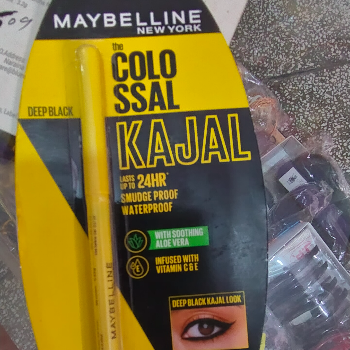 MAYBELLINE
NEW YORK
the
COLO
SSAL
DEEP BLACK
KAJAL
LASTS
UP TO 24HR*
SMUDGE PROOF
WATERPROOF
WITH SOOTHING
ALOE VERA
INFUSED WITH
VITAMIN C & E
DEEP BLACK KAJAL LOOK
MAYBELLINE